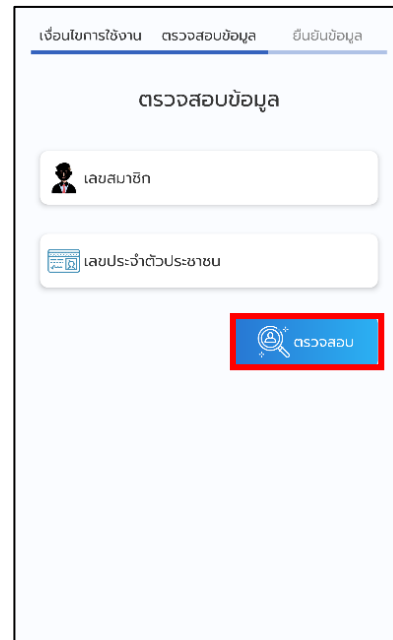 เงื่อนไขการใช้งาน ตรวจสอบข้อมูล ยืนยันข้อมูล
ตรวจสอบข้อมูล
เลขสมาชิก
เลขประจำตัวประชาชน
ตรวจสอบ